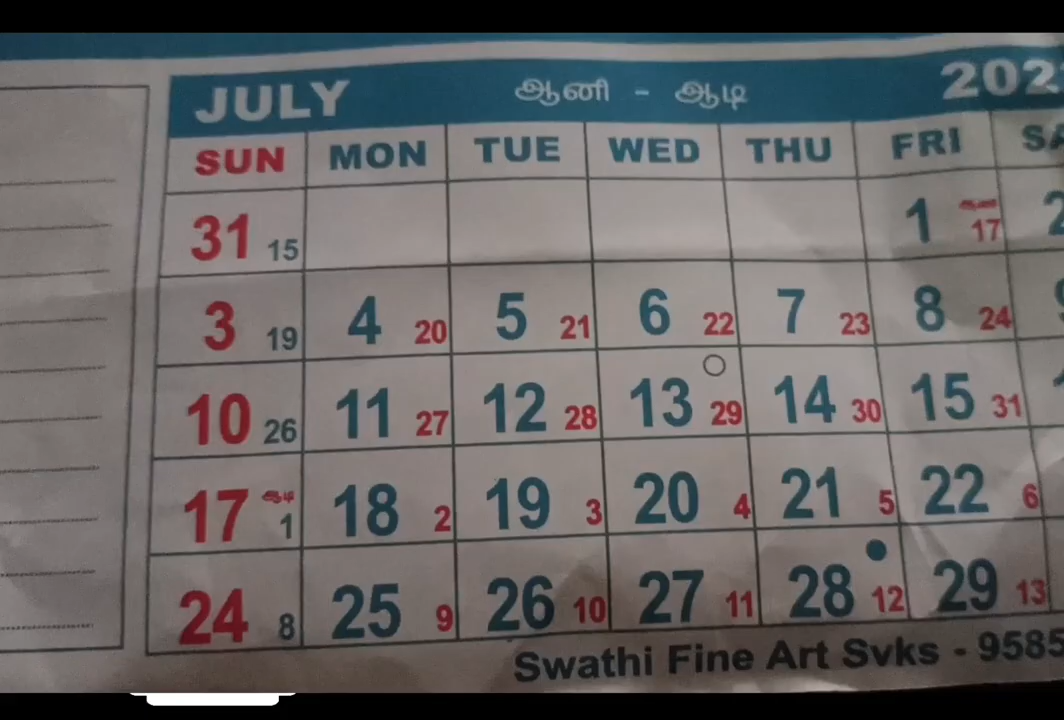 JULY ஆனி - ஆடி 202
SUN MON TUE WED THU FRI
31 15 1 17 2
3 19 4 20 5 21 6 22 7 23 8 24
10 26 11 27 12 28 13 29 14 30 15 31
17 ஆடி 1 18 2 19 3 20 4 21 5 22 6
24 8 25 9 26 10 27 11 28 12 29 13
Swathi Fine Art Svks - 9585